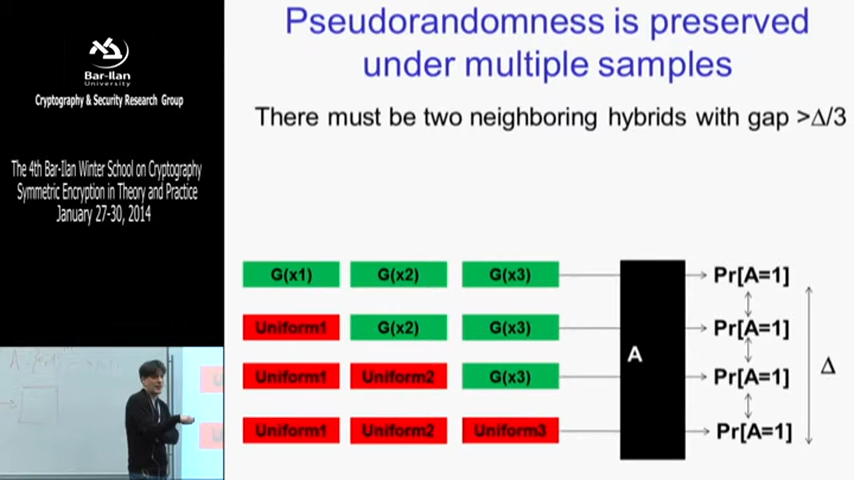 Bar-Ilan
University
Cryptography & Security Research Group
The 4th Bar-Ilan Winter School on Cryptography
Symmetric Encryption in Theory and Practice
January 27-30, 2014
Pseudorandomness is preserved
under multiple samples
There must be two neighboring hybrids with gap >Δ/3
G(x1) G(x2) G(x3) Pr[A=1]
Uniform1 G(x2) G(x3) Pr[A=1]
A
Uniform1 Uniform2 G(x3) Pr[A=1]
Δ
Uniform1 Uniform2 Uniform3 Pr[A=1]